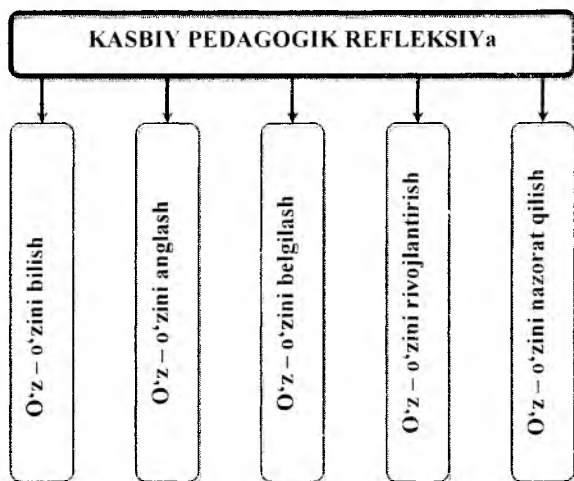 KASBIY PEDAGOGIK REFLEKSIYa
O‘z – o‘zini bilish
O‘z – o‘zini anglash
O‘z – o‘zini belgilash
O‘z – o‘zini rivojlantirish
O‘z – o‘zini nazorat qilish